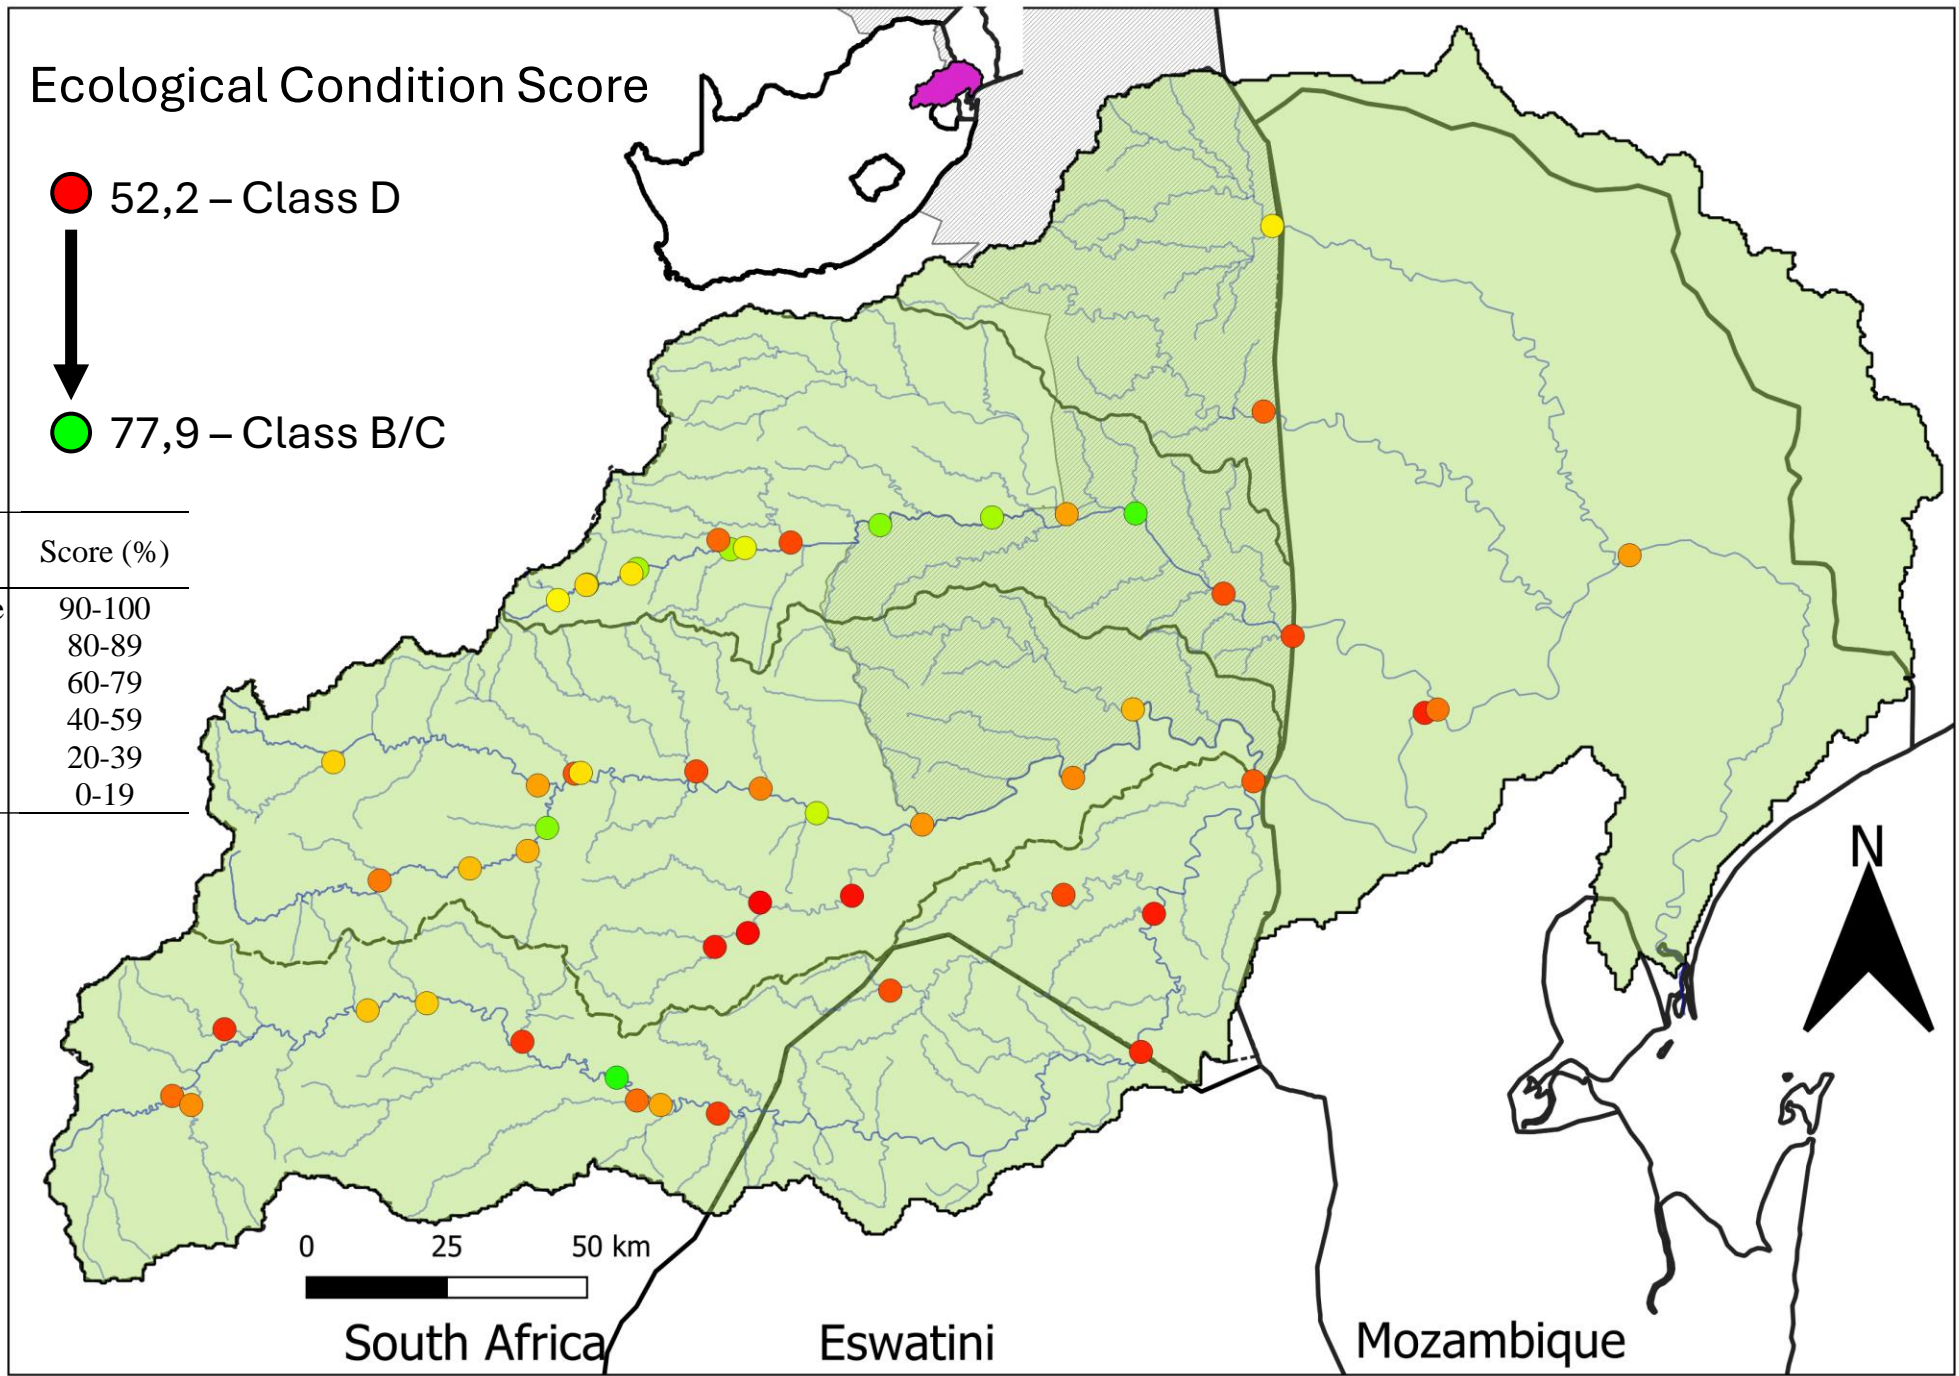 Ecological Condition Score
52,2 – Class D
77,9 – Class B/C
Score (%)
90-100
80-89
60-79
40-59
20-39
0-19
N
0 25 50 km
South Africa
Eswatini
Mozambique